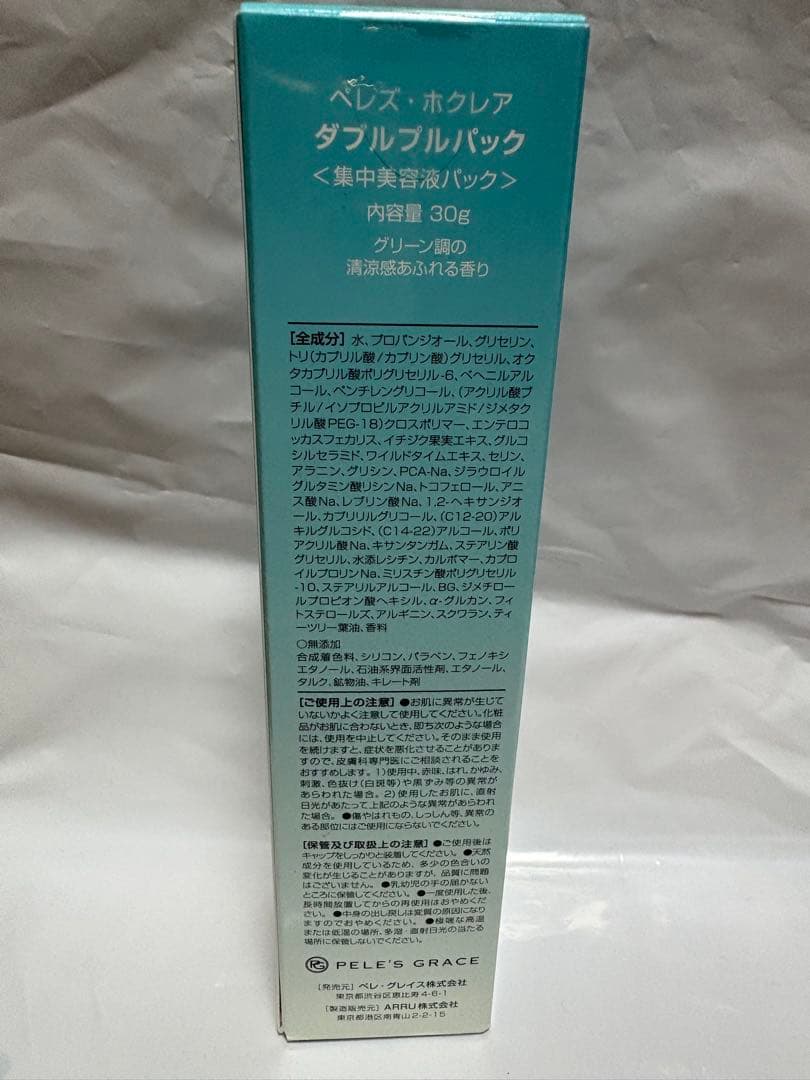 ペレズ・ホクレア
ダブルプルパック
＜集中美容液パック＞
内容量 30g
グリーン調の
清涼感あふれる香り
[全成分] 水、プロパンジオール、グリセリン、
トリ(カプリル酸/カプリン酸)グリセリル、オク
タカプリル酸ポリグリセリル-6、ベヘニルアル
コール、ペンチレングリコール、(アクリル酸ブ
チル/イソプロピルアクリルアミド/ジメタク
リル酸PEG-18)クロスポリマー、エンテロコ
ッカスフェカリス、イチジク果実エキス、グルコ
シルセラミド、ワイルドタイムエキス、セリン、
アラニン、グリシン、PCA-Na、ジラウロイル
グルタミン酸リシンNa、トコフェロール、アニ
ス酸Na、レブリン酸Na、1,2-ヘキサンジオ
ール、カプリリルグリコール、(C12-20)アル
キルグルコシド、(C14-22)アルコール、ポリ
アクリル酸Na、キサンタンガム、ステアリン酸
グリセリル、水添レシチン、カルボマー、カプロ
イルプロリンNa、ミリスチン酸ポリグリセリル
-10、ステアリルアルコール、BG、ジメチロー
ルプロピオン酸ヘキシル、α-グルカン、フィ
トステロールズ、アルギニン、スクワラン、ティ
ーツリー葉油、香料
○無添加
合成着色料、シリコン、パラベン、フェノキシ
エタノール、石油系界面活性剤、エタノール、
タルク、鉱物油、キレート剤
[ご使用上の注意] ●お肌に異常が生じて
いないかよく注意して使用してください。化粧
品がお肌に合わないとき、即ち次のような場合
には、使用を中止してください。そのまま使用
を続けますと、症状を悪化させることがありま
すので、皮膚科専門医にご相談されることを
おすすめします。1)使用中、赤味、はれ、かゆみ、
刺激、色抜け(白斑等)や黒ずみ等の異常が
あらわれた場合。2)使用したお肌に、直射
日光があたって上記のような異常があらわれ
た場合。●傷やはれもの、しっしん等、異常の
ある部位にはご使用にならないでください。
[保管及び取扱上の注意] ●ご使用後は
キャップをしっかりと装着してください。●天然
成分を使用しているため、多少の色合いの
変化が生じることがありますが、品質に問題
はございません。●乳幼児の手の届かない
ところに保管してください。●一度使用した後、
長時間放置してからの再使用はおやめくださ
い。●中身の出し戻しは変質の原因になり
ますのでおやめください。●極端な高温
または低温の場所、多湿・直射日光の当たる
場所に保管しないでください。
PG PELE'S GRACE
[発売元] ペレ・グレイス株式会社
東京都渋谷区恵比寿4-6-1
[製造販売元] ARRU株式会社
東京都港区南青山2-2-15